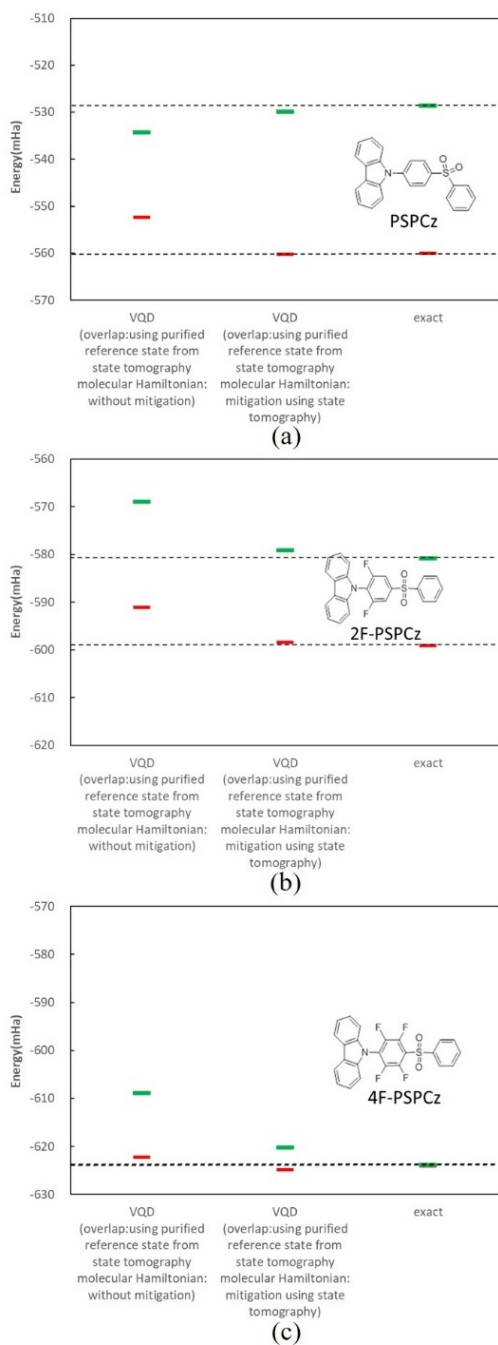 -510
-520
-530
-540
-550
-560
-570
Energy(mHa)
O
O
N
S
PSPCz
VQD
(overlap:using purified
reference state from
state tomography
molecular Hamiltonian:
without mitigation)
VQD
(overlap:using purified
reference state from
state tomography
molecular Hamiltonian:
mitigation using state
tomography)
exact
(a)
-560
-570
-580
-590
-600
-610
-620
Energy(mHa)
F
O
N
S
O
F
2F-PSPCz
VQD
(overlap:using purified
reference state from
state tomography
molecular Hamiltonian:
without mitigation)
VQD
(overlap:using purified
reference state from
state tomography
molecular Hamiltonian:
mitigation using state
tomography)
exact
(b)
-570
-580
-590
-600
-610
-620
-630
Energy(mHa)
F
F
O
N
S
O
F
F
4F-PSPCz
VQD
(overlap:using purified
reference state from
state tomography
molecular Hamiltonian:
without mitigation)
VQD
(overlap:using purified
reference state from
state tomography
molecular Hamiltonian:
mitigation using state
tomography)
exact
(c)